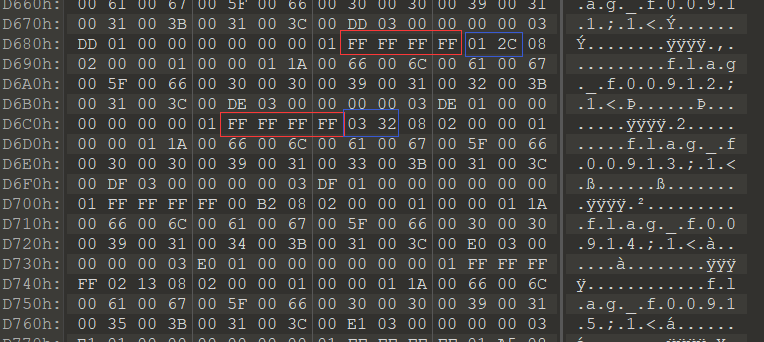 D660h: 00 61 00 67 00 5F 00 66 00 30 00 30 00 39 00 31 .a.g._.f.0.0.9.1
D670h: 00 31 00 3B 00 31 00 3C 00 DD 03 00 00 00 00 03 .1.;.1.<.Ý......
D680h: DD 01 00 00 00 00 00 00 01 FF FF FF FF 01 2C 08 Ý........ÿÿÿÿ.,.
D690h: 02 00 00 01 00 00 01 1A 00 66 00 6C 00 61 00 67 .........f.l.a.g
D6A0h: 00 5F 00 66 00 30 00 30 00 39 00 31 00 32 00 3B ._.f.0.0.9.1.2.;
D6B0h: 00 31 00 3C 00 DE 03 00 00 00 00 03 DE 01 00 00 .1.<.Þ......Þ...
D6C0h: 00 00 00 00 01 FF FF FF FF 03 32 08 02 00 00 01 .....ÿÿÿÿ.2.....
D6D0h: 00 00 01 1A 00 66 00 6C 00 61 00 67 00 5F 00 66 .....f.l.a.g._.f
D6E0h: 00 30 00 30 00 39 00 31 00 33 00 3B 00 31 00 3C .0.0.9.1.3.;.1.<
D6F0h: 00 DF 03 00 00 00 00 03 DF 01 00 00 00 00 00 00 .ß......ß.......
D700h: 01 FF FF FF FF 00 B2 08 02 00 00 01 00 00 01 1A .ÿÿÿÿ.².........
D710h: 00 66 00 6C 00 61 00 67 00 5F 00 66 00 30 00 30 .f.l.a.g._.f.0.0
D720h: 00 39 00 31 00 34 00 3B 00 31 00 3C 00 E0 03 00 .9.1.4.;.1.<.à..
D730h: 00 00 00 03 E0 01 00 00 00 00 00 00 01 FF FF FF ....à........ÿÿÿ
D740h: FF 02 13 08 02 00 00 01 00 00 01 1A 00 66 00 6C ÿ............f.l
D750h: 00 61 00 67 00 5F 00 66 00 30 00 30 00 39 00 31 .a.g._.f.0.0.9.1
D760h: 00 35 00 3B 00 31 00 3C 00 E1 03 00 00 00 00 03 .5.;.1.<.á......